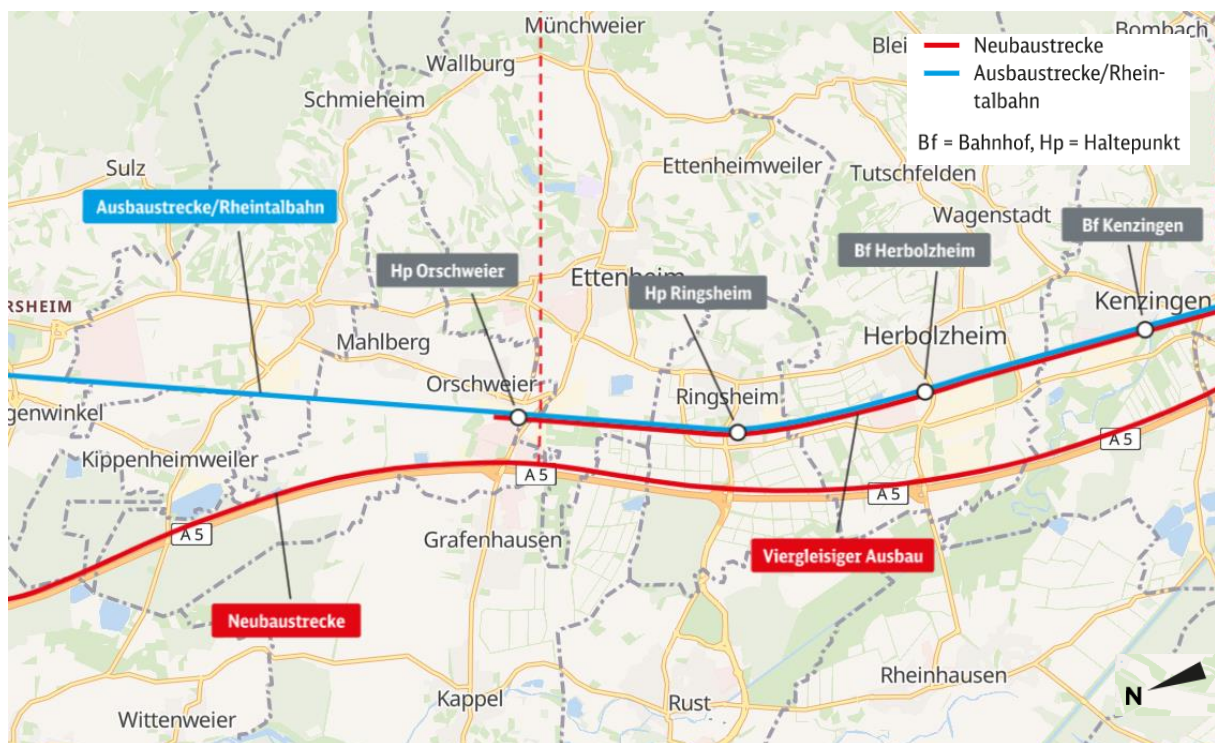 Münchweier
Bombach
Wallburg
Blei
Neubaustrecke
Ausbaustrecke/Rhein-
talbahn
Bf = Bahnhof, Hp = Haltepunkt
Schmieheim
Sulz
Ettenheimweiler
Tutschfelden
Ausbaustrecke/Rheintalbahn
Wagenstadt
Bf Kenzingen
Bf Herbolzheim
Hp Orschweier
Ettenheim
Hp Ringsheim
RSHEIM
Kenzingen
Mahlberg
Herbolzheim
Orschweier
Ringsheim
genwinkel
Kippenheimweiler
A 5
A 5
A 5
A 5
Grafenhausen
Viergleisiger Ausbau
Neubaustrecke
Rheinhausen
Kappel
Rust
N
Wittenweier